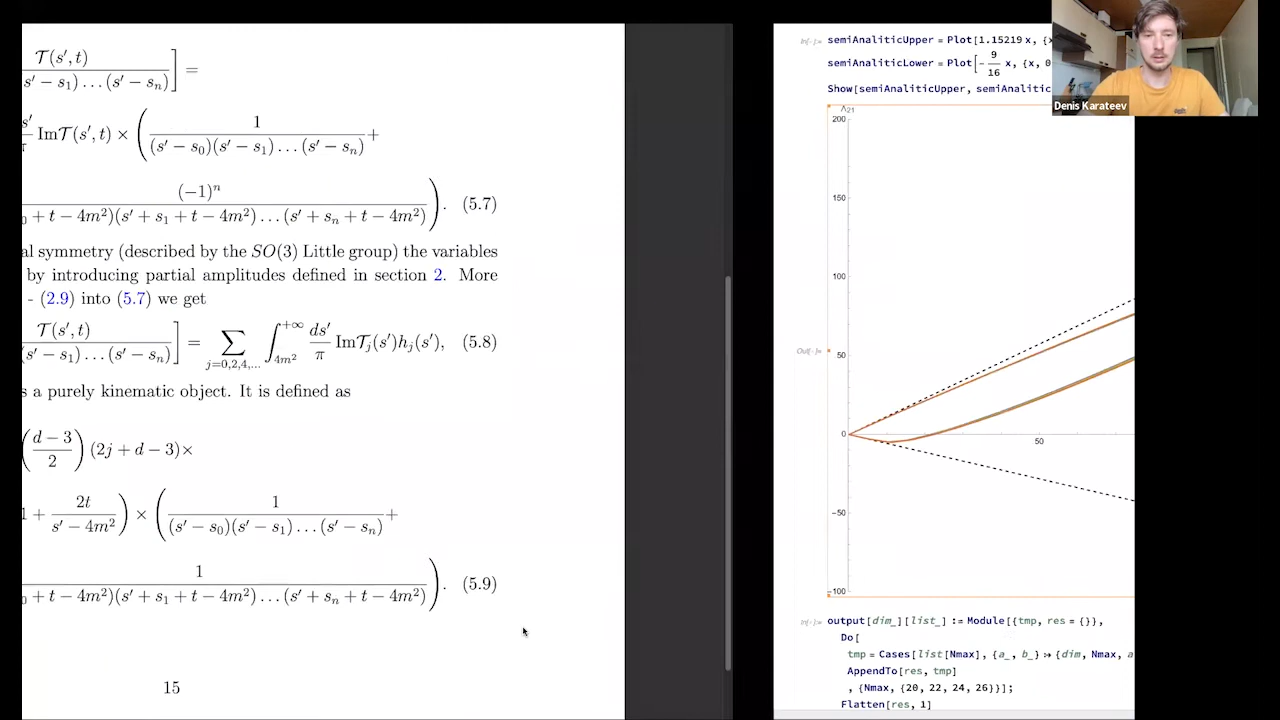 𝒯(s′, t)
s′ − s₁) … (s′ − sₙ) ] =
Im𝒯(s′, t) × ( 1
(s′ − s₀)(s′ − s₁) … (s′ − sₙ) +
(−1)ⁿ
+ t − 4m²)(s′ + s₁ + t − 4m²) … (s′ + sₙ + t − 4m²) ) . (5.7)
al symmetry (described by the SO(3) Little group) the variables
by introducing partial amplitudes defined in section 2. More
- (2.9) into (5.7) we get
𝒯(s′, t)
s′ − s₁) … (s′ − sₙ) ] = ∑ j=0,2,4,… ∫ 4m² +∞ ds′/π Im𝒯ⱼ(s′)hⱼ(s′), (5.8)
s a purely kinematic object. It is defined as
( d − 3 / 2 ) (2j + d − 3)×
1 + 2t / s′ − 4m² ) × ( 1 / (s′ − s₀)(s′ − s₁) … (s′ − sₙ) +
1
+ t − 4m²)(s′ + s₁ + t − 4m²) … (s′ + sₙ + t − 4m²) ) . (5.9)
15
In[ ]:= semiAnaliticUpper = Plot[1.15219 x, {x
semiAnaliticLower = Plot[- 9/16 x, {x, 0
Show[semiAnaliticUpper, semiAnalitic
Λ₂₁
200
150
100
Out[ ]=
50
0
50
−50
−100
In[ ]:= output[dim_][list_] := Module[{tmp, res = {}},
Do[
tmp = Cases[list[Nmax], {a_, b_} :> {dim, Nmax, a
AppendTo[res, tmp]
, {Nmax, {20, 22, 24, 26}}];
Flatten[res, 1]
Denis Karateev